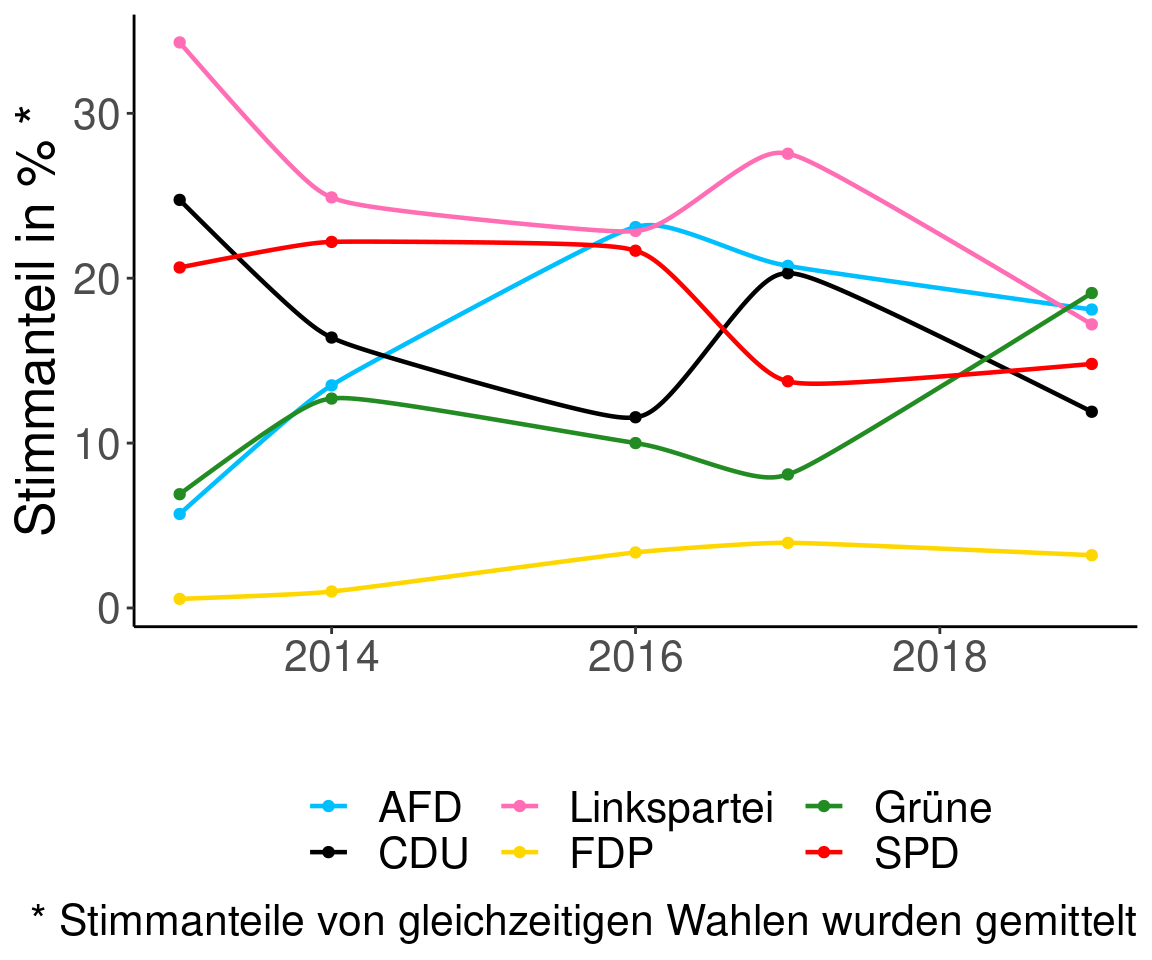 Stimmanteil in % *
30
20
10
0
2014 2016 2018
AFD Linkspartei Grüne
CDU FDP SPD
* Stimmanteile von gleichzeitigen Wahlen wurden gemittelt